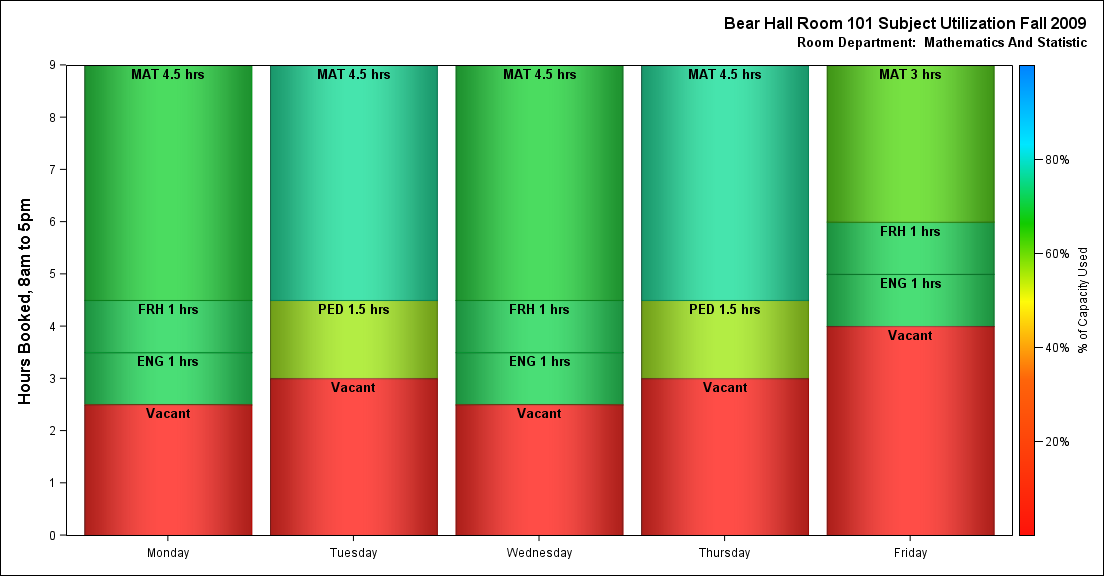 Bear Hall Room 101 Subject Utilization Fall 2009
Room Department:  Mathematics And Statistic
Hours Booked, 8am to 5pm
9
8
7
6
5
4
3
2
1
0
MAT 4.5 hrs
FRH 1 hrs
ENG 1 hrs
Vacant
Monday
MAT 4.5 hrs
PED 1.5 hrs
Vacant
Tuesday
MAT 4.5 hrs
FRH 1 hrs
ENG 1 hrs
Vacant
Wednesday
MAT 4.5 hrs
PED 1.5 hrs
Vacant
Thursday
MAT 3 hrs
FRH 1 hrs
ENG 1 hrs
Vacant
Friday
80%
60%
40%
20%
% of Capacity Used